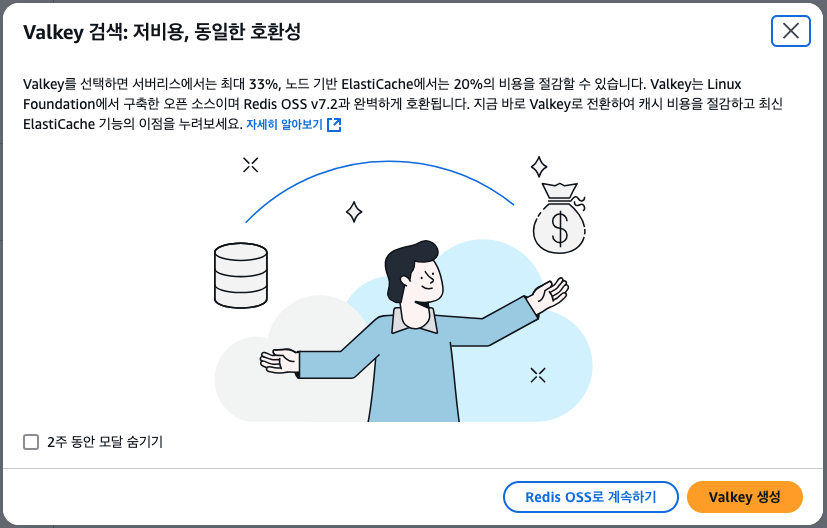 Valkey 검색: 저비용, 동일한 호환성
Valkey를 선택하면 서버리스에서는 최대 33%, 노드 기반 ElastiCache에서는 20%의 비용을 절감할 수 있습니다. Valkey는 Linux
Foundation에서 구축한 오픈 소스이며 Redis OSS v7.2과 완벽하게 호환됩니다. 지금 바로 Valkey로 전환하여 캐시 비용을 절감하고 최신
ElastiCache 기능의 이점을 누려보세요. 자세히 알아보기
$
2주 동안 모달 숨기기
Redis OSS로 계속하기
Valkey 생성